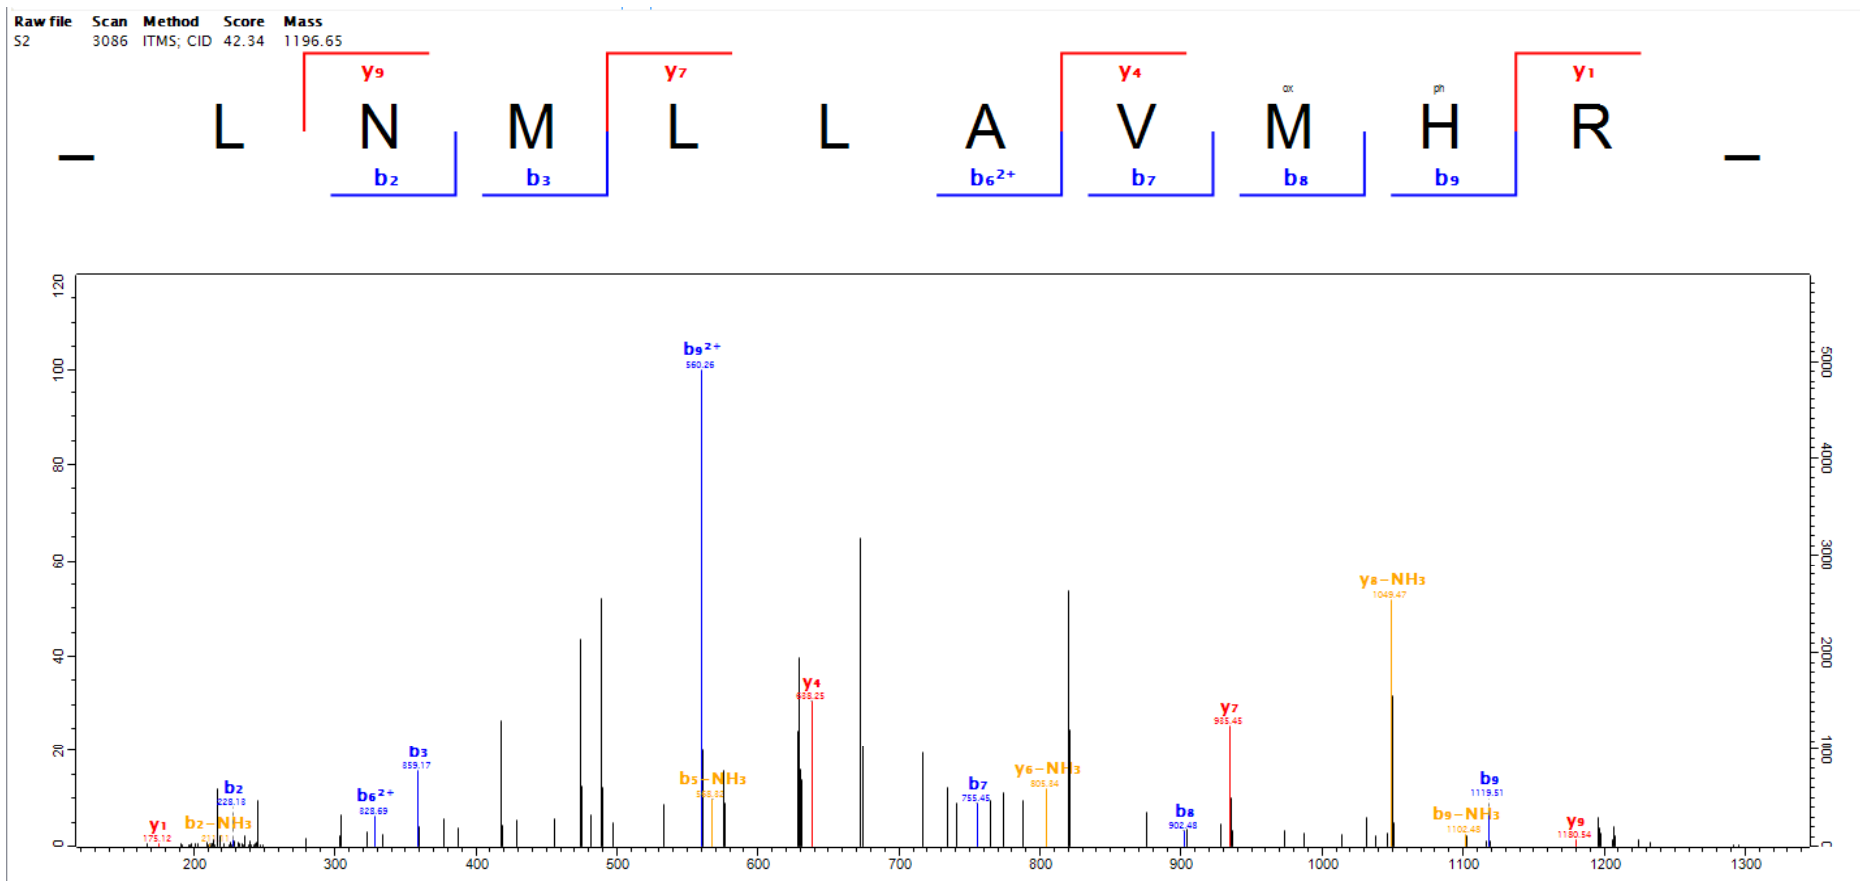 Raw file Scan Method Score Mass
S2 3086 ITMS; CID 42.34 1196.65
y9 y7 y4 y1
ox ph
_ L N M L L A V M H R _
b2 b3 b6²⁺ b7 b8 b9
120
100
80
60
40
20
0
5000
4000
3000
2000
1000
0
b9²⁺
560.26
y8-NH3
1049.47
y4
638.25
y7
935.45
b3
359.17
b5-NH3
y6-NH3
805.34
b7
755.45
b9
1119.51
b2
228.13
b6²⁺
328.69
b8
902.48
b9-NH3
1102.48
y1
175.12
b2-NH3
y9
1180.54
200 300 400 500 600 700 800 900 1000 1100 1200 1300